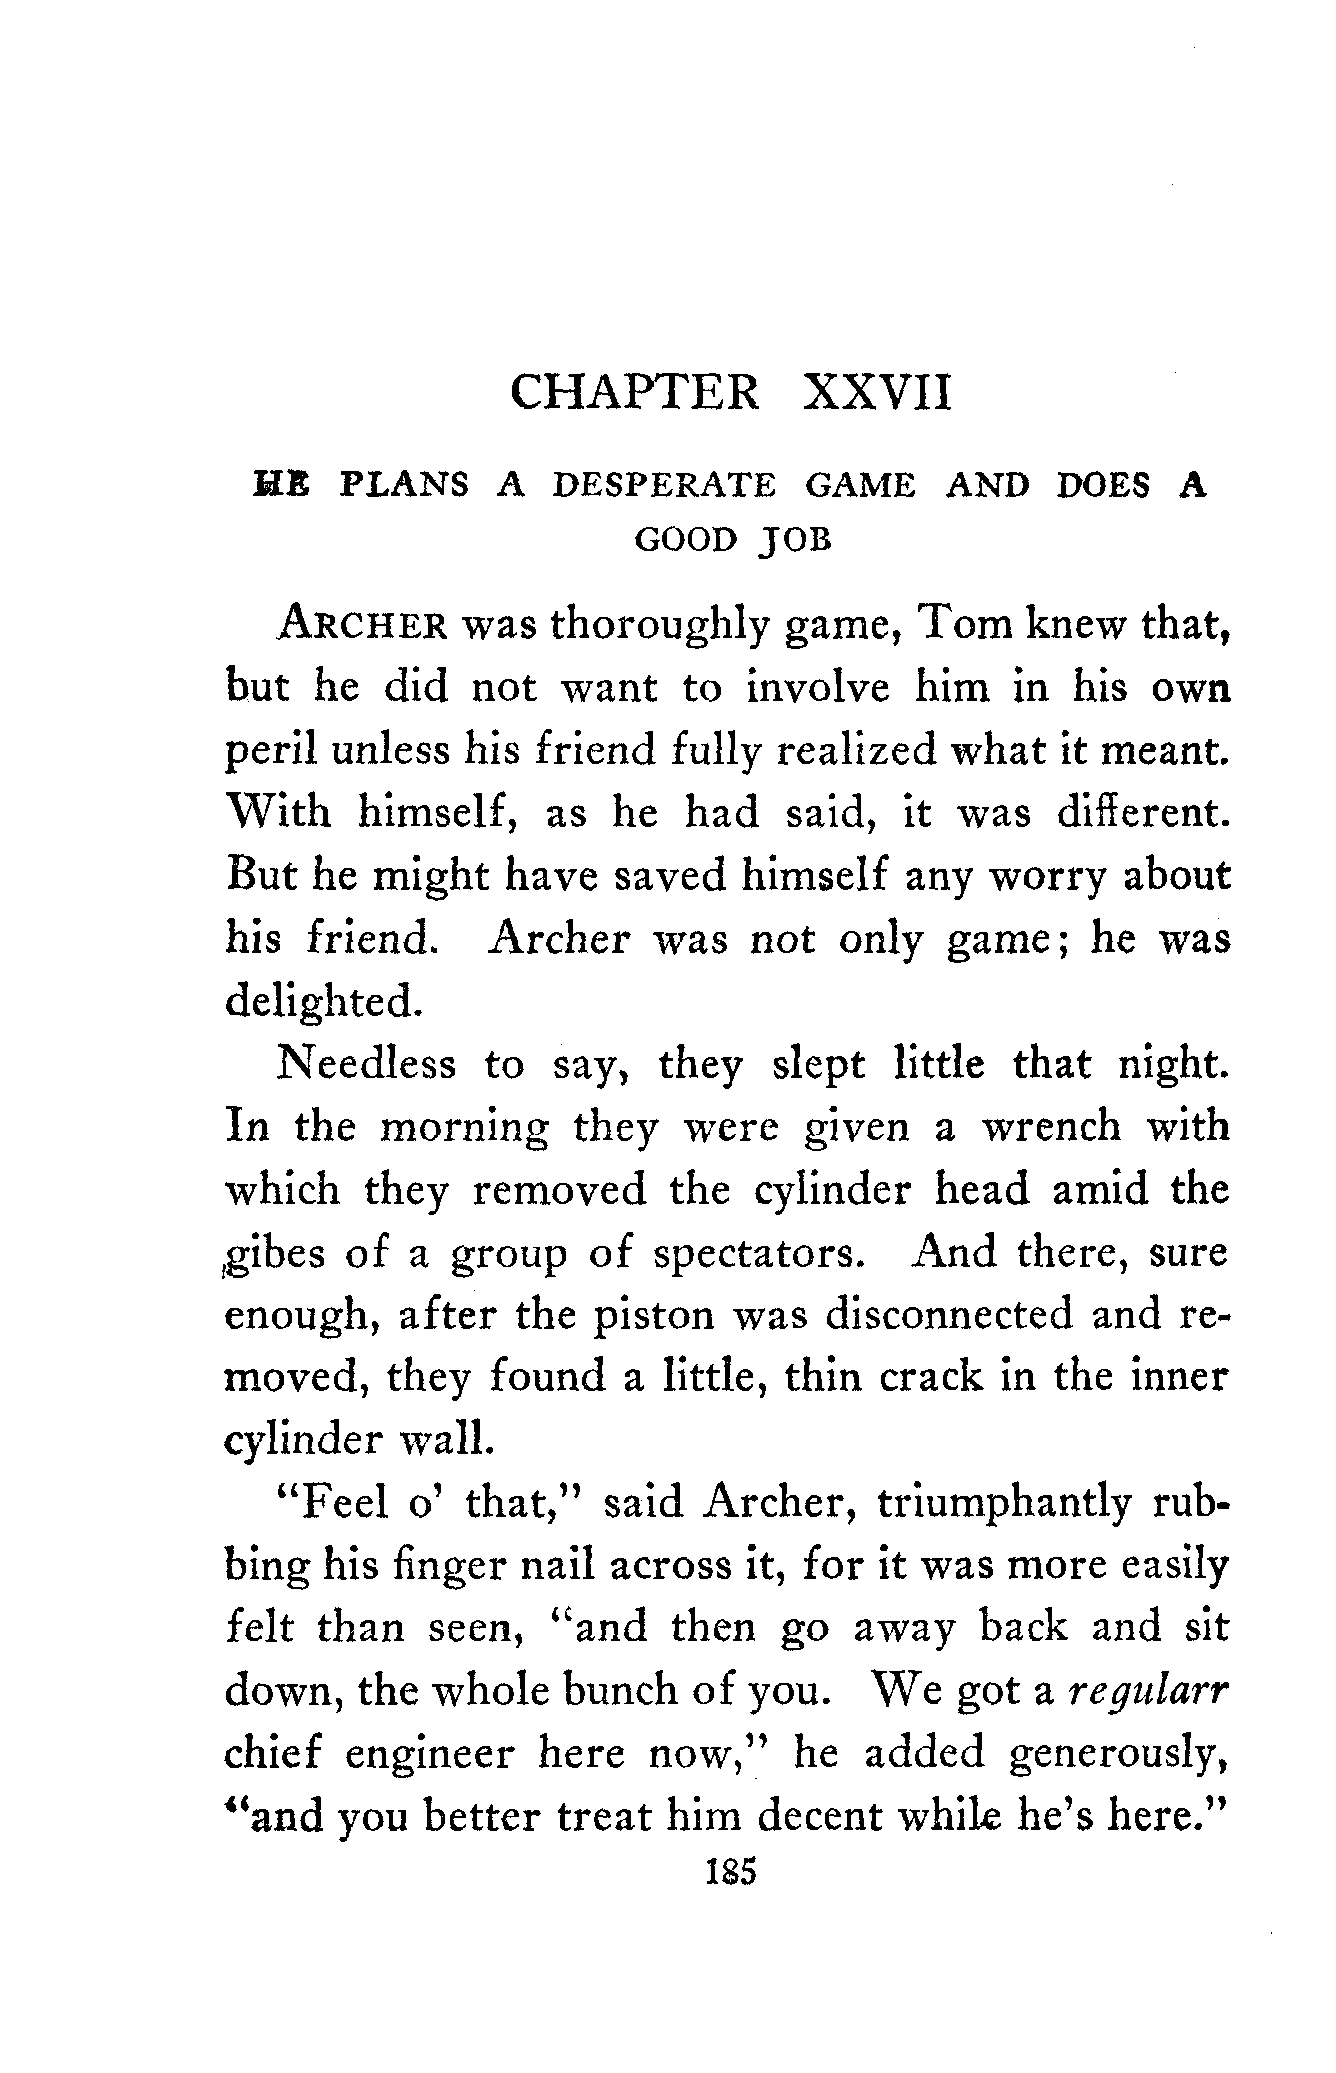 CHAPTER XXVII
HE PLANS A DESPERATE GAME AND DOES A
GOOD JOB
ARCHER was thoroughly game, Tom knew that,
but he did not want to involve him in his own
peril unless his friend fully realized what it meant.
With himself, as he had said, it was different.
But he might have saved himself any worry about
his friend. Archer was not only game; he was
delighted.
Needless to say, they slept little that night.
In the morning they were given a wrench with
which they removed the cylinder head amid the
gibes of a group of spectators. And there, sure
enough, after the piston was disconnected and re-
moved, they found a little, thin crack in the inner
cylinder wall.
"Feel o' that," said Archer, triumphantly rub-
bing his finger nail across it, for it was more easily
felt than seen, "and then go away back and sit
down, the whole bunch of you. We got a regularr
chief engineer here now," he added generously,
"and you better treat him decent while he's here."
185